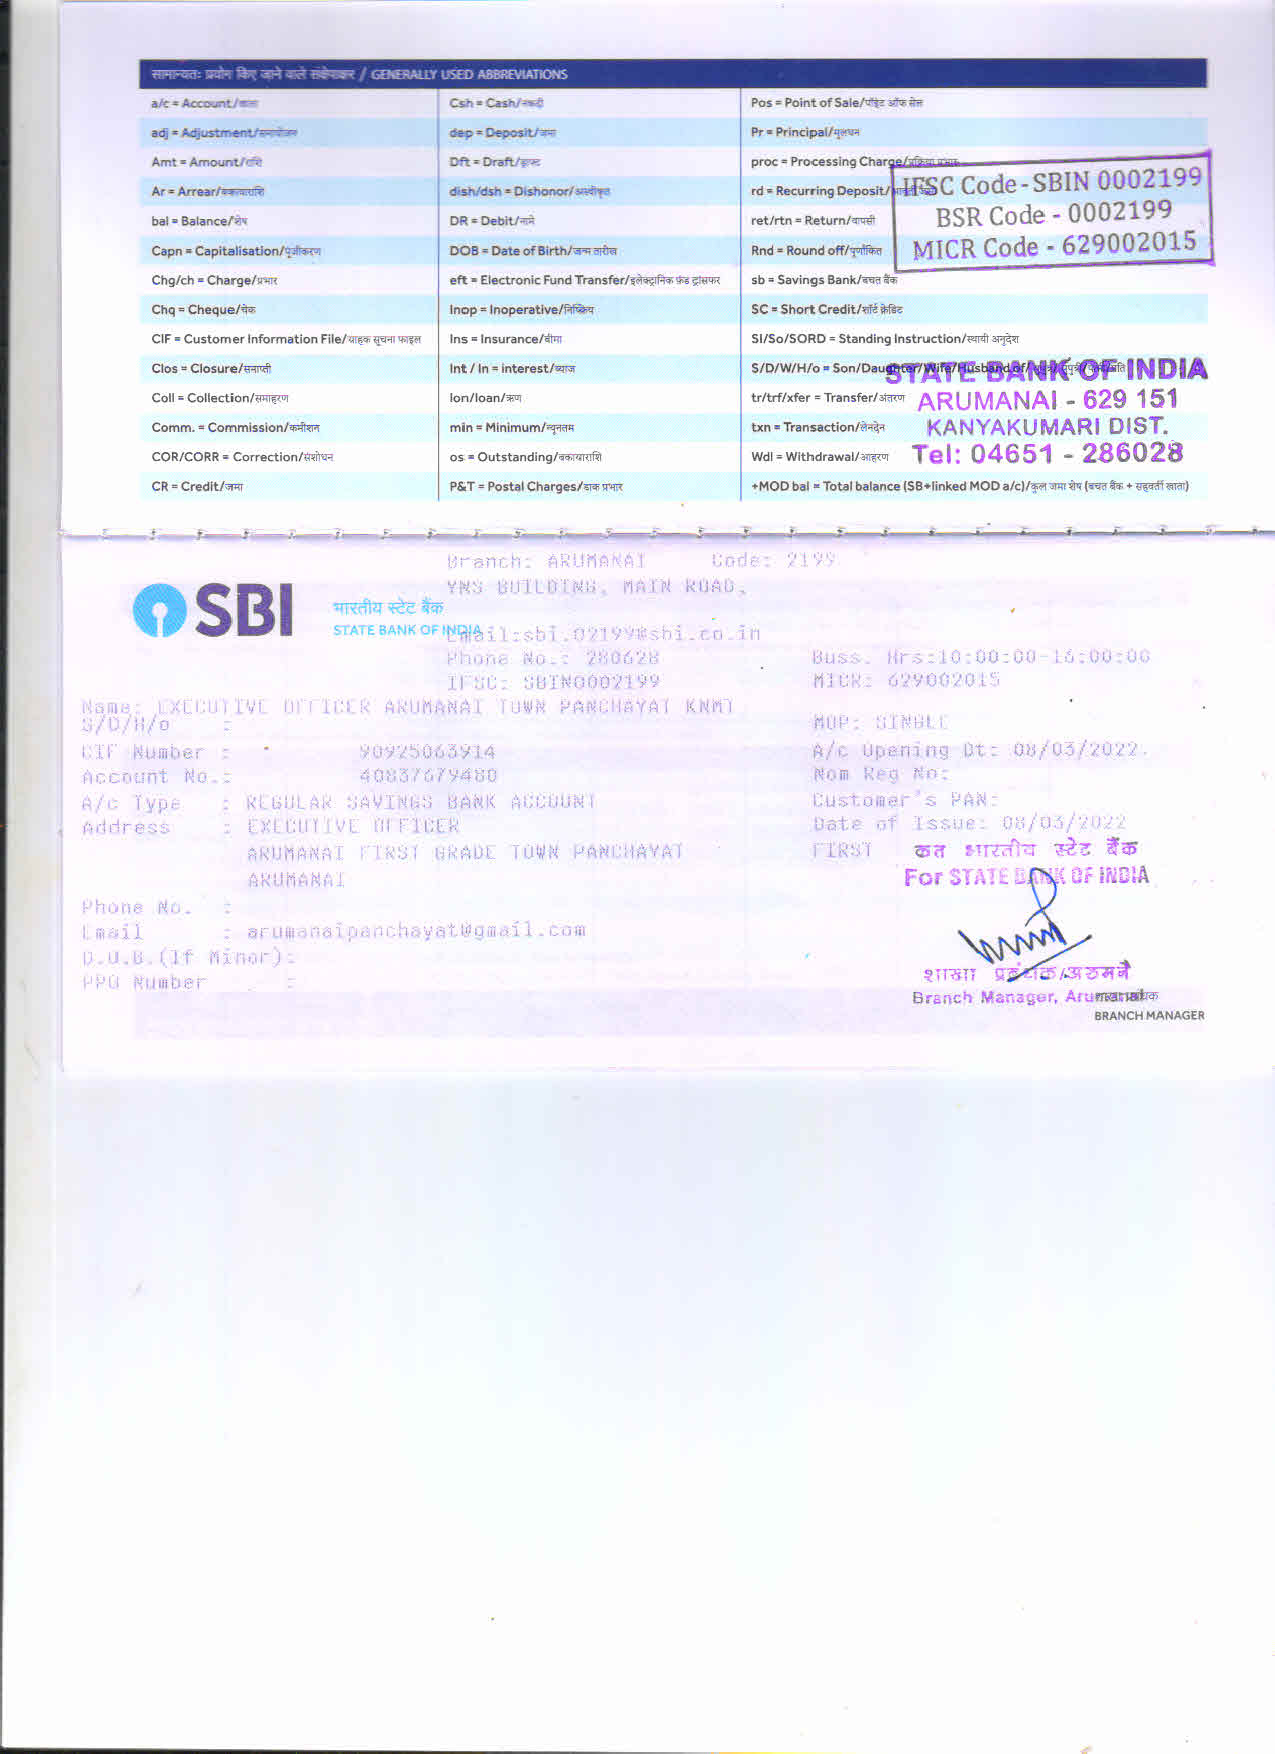 सामान्यतः प्रयोग किए जाने वाले संक्षेपाक्षर / GENERALLY USED ABBREVIATIONS
a/c = Account/खाता
adj = Adjustment/समायोजन
Amt = Amount/राशि
Ar = Arrear/बकायाराशि
bal = Balance/शेष
Capn = Capitalisation/पूंजीकरण
Chg/ch = Charge/प्रभार
Chq = Cheque/चेक
CIF = Customer Information File/ग्राहक सूचना फाइल
Clos = Closure/समाप्ती
Coll = Collection/समाहरण
Comm. = Commission/कमीशन
COR/CORR = Correction/संशोधन
CR = Credit/जमा
Csh = Cash/नकदी
dep = Deposit/जमा
Dft = Draft/ड्राफ्ट
dish/dsh = Dishonor/अस्वीकृत
DR = Debit/नामे
DOB = Date of Birth/जन्म तारीख
eft = Electronic Fund Transfer/इलेक्ट्रानिक फ़ंड ट्रांसफर
Inop = Inoperative/निष्क्रिय
Ins = Insurance/बीमा
Int / In = interest/ब्याज
lon/loan/ऋण
min = Minimum/न्यूनतम
os = Outstanding/बकायाराशि
P&T = Postal Charges/डाक प्रभार
Pos = Point of Sale/पॉइंट ऑफ सेल
Pr = Principal/मूलधन
proc = Processing Charge/प्रक्रिया प्रभार
rd = Recurring Deposit/
ret/rtn = Return/वापसी
Rnd = Round off/पूर्णांकित
sb = Savings Bank/बचत बैंक
SC = Short Credit/शॉर्ट क्रेडिट
SI/So/SORD = Standing Instruction/स्थायी अनुदेश
S/D/W/H/o = Son/Daughter/Wife/Husband of/
tr/trf/xfer = Transfer/अंतरण
txn = Transaction/लेनदेन
Wdl = Withdrawal/आहरण
+MOD bal = Total balance (SB+linked MOD a/c)/कुल जमा शेष (बचत बैंक + सहवर्ती खाता)
IFSC Code-SBIN 0002199
BSR Code - 0002199
MICR Code - 629002015
STATE BANK OF INDIA
ARUMANAI - 629 151
KANYAKUMARI DIST.
Tel: 04651 - 286028
Branch: ARUMANAI Code: 2199
YNS BUILDING, MAIN ROAD,
SBI
भारतीय स्टेट बैंक
STATE BANK OF INDIA
Email:sbi.02199@sbi.co.in
Phone No.: 280628 Buss. Hrs:10:00:00-16:00:00
IFSC: SBIN0002199 MICR: 629002015
Name: EXECUTIVE OFFICER ARUMANAI TOWN PANCHAYAT KNMT
S/D/H/o : MOP: SINGLE
CIF Number : 90925063914 A/c Opening Dt: 08/03/2022.
Account No.: 40837679480 Nom Reg No:
A/c Type : REGULAR SAVINGS BANK ACCOUNT Customer's PAN:
Address : EXECUTIVE OFFICER Date of Issue: 08/03/2022
ARUMANAI FIRST GRADE TOWN PANCHAYAT FIRST
ARUMANAI
Phone No. :
Email : arumanaipanchayat@gmail.com
D.O.B.(If Minor):
PPO Number :
कृते भारतीय स्टेट बैंक
For STATE BANK OF INDIA
शाखा प्रबंधक/अरुमनै
Branch Manager, Arumanai
BRANCH MANAGER